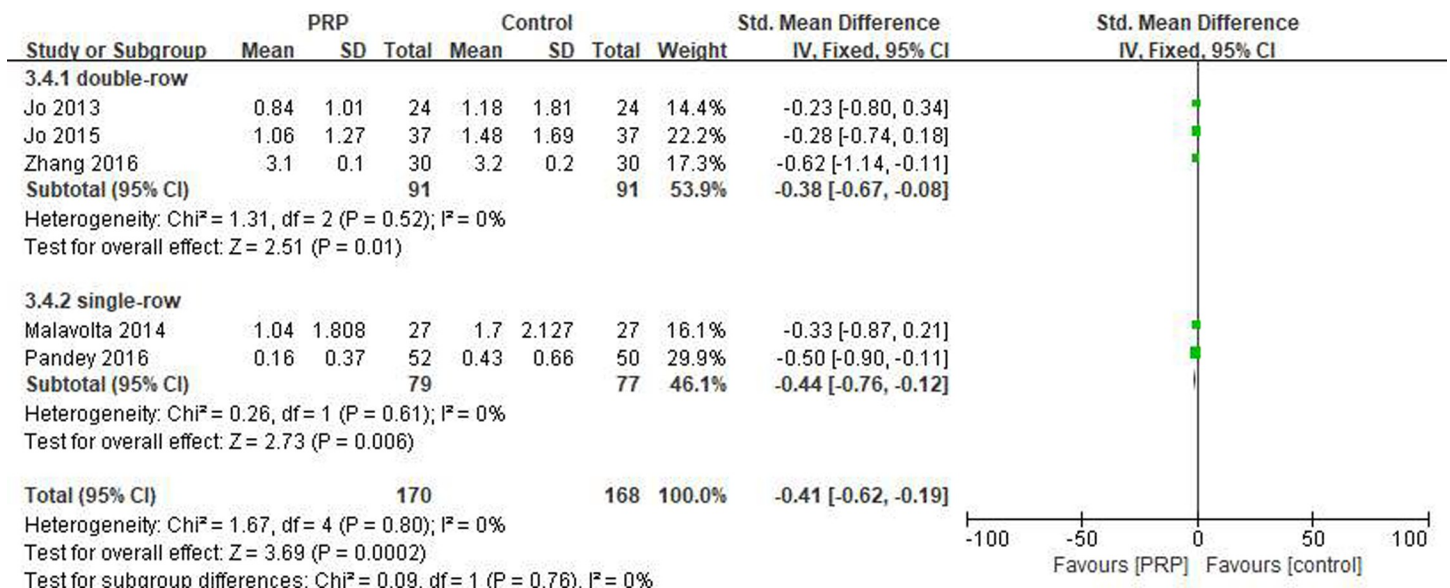 PRP Control Std. Mean Difference Std. Mean Difference
Study or Subgroup Mean SD Total Mean SD Total Weight IV, Fixed, 95% CI IV, Fixed, 95% CI
3.4.1 double-row
Jo 2013 0.84 1.01 24 1.18 1.81 24 14.4% -0.23 [-0.80, 0.34]
Jo 2015 1.06 1.27 37 1.48 1.69 37 22.2% -0.28 [-0.74, 0.18]
Zhang 2016 3.1 0.1 30 3.2 0.2 30 17.3% -0.62 [-1.14, -0.11]
Subtotal (95% CI) 91 91 53.9% -0.38 [-0.67, -0.08]
Heterogeneity: Chi² = 1.31, df = 2 (P = 0.52); I² = 0%
Test for overall effect: Z = 2.51 (P = 0.01)
3.4.2 single-row
Malavolta 2014 1.04 1.808 27 1.7 2.127 27 16.1% -0.33 [-0.87, 0.21]
Pandey 2016 0.16 0.37 52 0.43 0.66 50 29.9% -0.50 [-0.90, -0.11]
Subtotal (95% CI) 79 77 46.1% -0.44 [-0.76, -0.12]
Heterogeneity: Chi² = 0.26, df = 1 (P = 0.61); I² = 0%
Test for overall effect: Z = 2.73 (P = 0.006)
Total (95% CI) 170 168 100.0% -0.41 [-0.62, -0.19]
Heterogeneity: Chi² = 1.67, df = 4 (P = 0.80); I² = 0%
Test for overall effect: Z = 3.69 (P = 0.0002)
Test for subgroup differences: Chi² = 0.09, df = 1 (P = 0.76), I² = 0%
-100 -50 0 50 100
Favours [PRP] Favours [control]